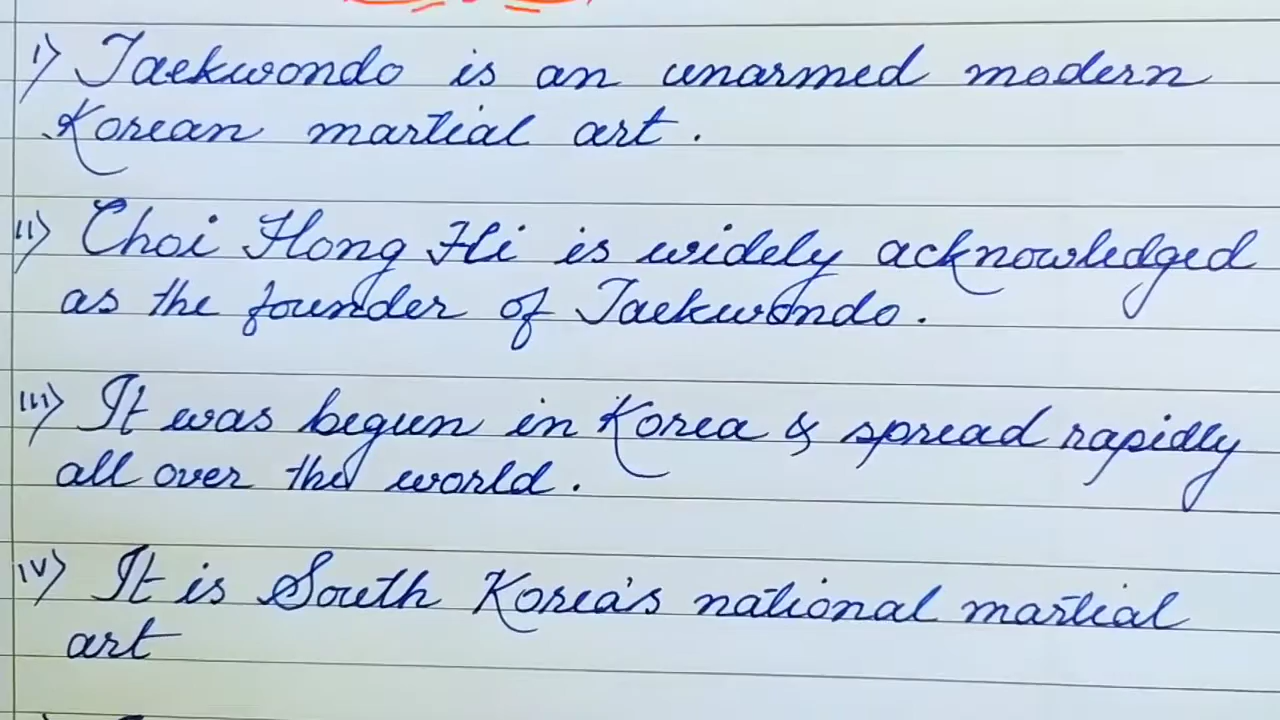 i) Taekwondo is an unarmed modern
Korean martial art.
ii) Choi Hong Hi is widely acknowledged
as the founder of Taekwondo.
iii) It was begun in Korea & spread rapidly
all over the world.
iv) It is South Korea's national martial
art